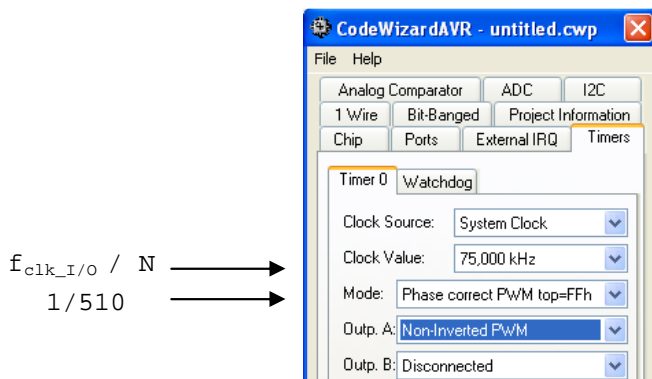 CodeWizardAVR - untitled.cwp
File Help
Analog Comparator ADC I2C
1 Wire Bit-Banged Project Information
Chip Ports External IRQ Timers
Timer 0 Watchdog
Clock Source: System Clock
f_clk_I/O / N
Clock Value: 75,000 kHz
1/510
Mode: Phase correct PWM top=FFh
Outp. A: Non-Inverted PWM
Outp. B: Disconnected